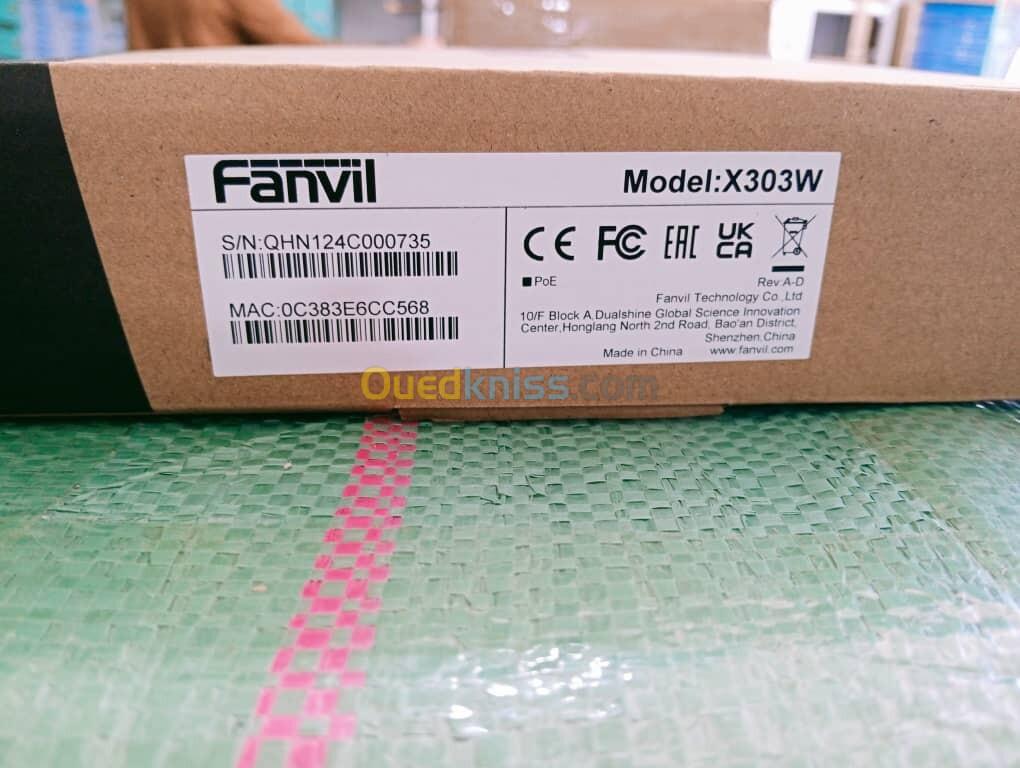 Fanvil
Model:X303W
S/N:QHN124C000735
MAC:0C383E6CC568
CE FC EAC UK CA
PoE
Rev:A-D
Fanvil Technology Co.,Ltd
10/F Block A,Dualshine Global Science Innovation
Center,Honglang North 2nd Road, Bao'an District,
Shenzhen,China
Made in China www.fanvil.com
Ouedkniss.com